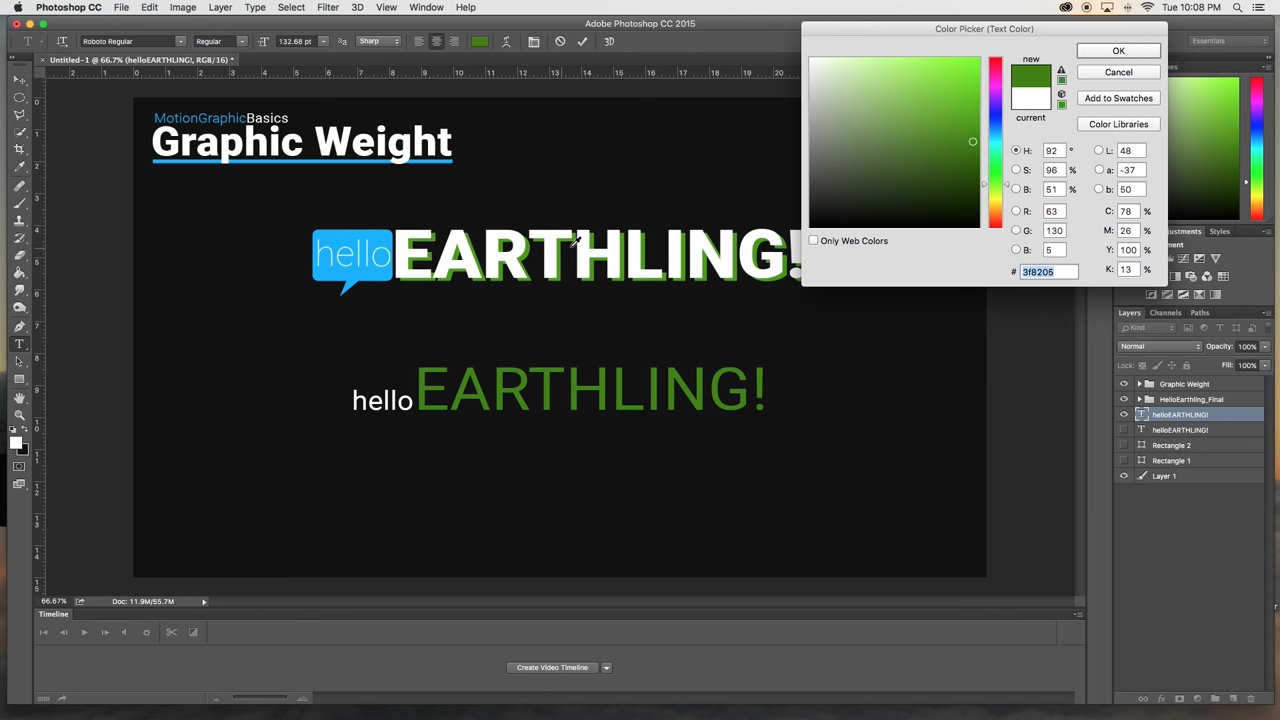 Photoshop CC File Edit Image Layer Type Select Filter 3D View Window Help Tue 10:08 PM
Adobe Photoshop CC 2015
Color Picker (Text Color)
Roboto Regular Regular 132.68 pt Sharp 3D Essentials
Untitled-1 @ 66.7% (helloEARTHLING!, RGB/16) *
new
current
OK
Cancel
Add to Swatches
Color Libraries
MotionGraphicBasics
Graphic Weight
helloEARTHLING!
helloEARTHLING!
H: 92 ° L: 48
S: 96 % a: -37
B: 51 % b: 50
R: 63 C: 78 %
G: 130 M: 26 %
B: 5 Y: 100 %
# 3f8205 K: 13 %
Only Web Colors
Adjustments Styles
Layers Channels Paths
Kind
Normal Opacity: 100%
Lock: Fill: 100%
Graphic Weight
HelloEarthling_Final
helloEARTHLING!
helloEARTHLING!
Rectangle 2
Rectangle 1
Layer 1
66.67% Doc: 11.9M/55.7M
Timeline
Create Video Timeline